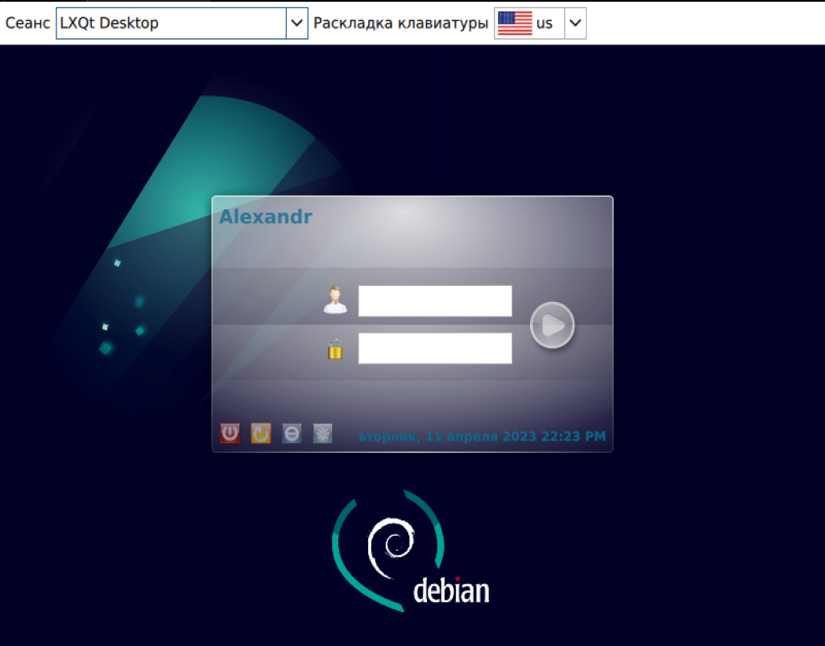 Сеанс LXQt Desktop Раскладка клавиатуры us
Alexandr
вторник, 11 апреля 2023 22:23 PM
debian